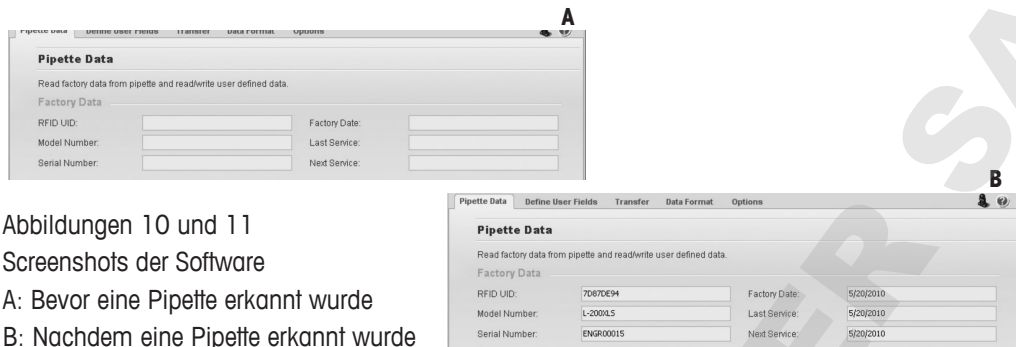 A
Pipette Data Define User Fields Transfer Data Format Options
Pipette Data
Read factory data from pipette and read/write user defined data.
Factory Data
RFID UID: Factory Date:
Model Number: Last Service:
Serial Number: Next Service:
Abbildungen 10 und 11
Screenshots der Software
A: Bevor eine Pipette erkannt wurde
B: Nachdem eine Pipette erkannt wurde
B
Pipette Data Define User Fields Transfer Data Format Options
Pipette Data
Read factory data from pipette and read/write user defined data.
Factory Data
RFID UID: 7D87DE94 Factory Date: 5/20/2010
Model Number: L-200XLS Last Service: 5/20/2010
Serial Number: ENGR00015 Next Service: 5/20/2010